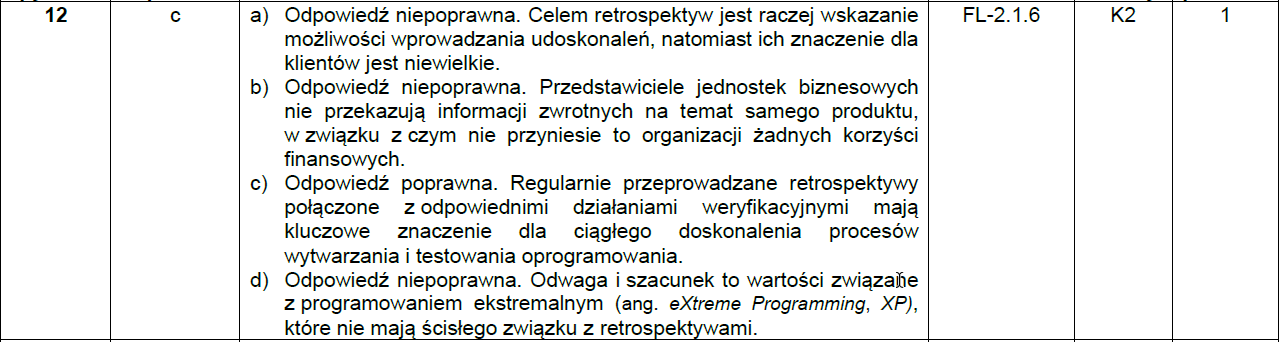 12 c a) Odpowiedź niepoprawna. Celem retrospektyw jest raczej wskazanie FL-2.1.6 K2 1
możliwości wprowadzania udoskonaleń, natomiast ich znaczenie dla
klientów jest niewielkie.
b) Odpowiedź niepoprawna. Przedstawiciele jednostek biznesowych
nie przekazują informacji zwrotnych na temat samego produktu,
w związku z czym nie przyniesie to organizacji żadnych korzyści
finansowych.
c) Odpowiedź poprawna. Regularnie przeprowadzane retrospektywy
połączone z odpowiednimi działaniami weryfikacyjnymi mają
kluczowe znaczenie dla ciągłego doskonalenia procesów
wytwarzania i testowania oprogramowania.
d) Odpowiedź niepoprawna. Odwaga i szacunek to wartości związane
z programowaniem ekstremalnym (ang. eXtreme Programming, XP),
które nie mają ścisłego związku z retrospektywami.